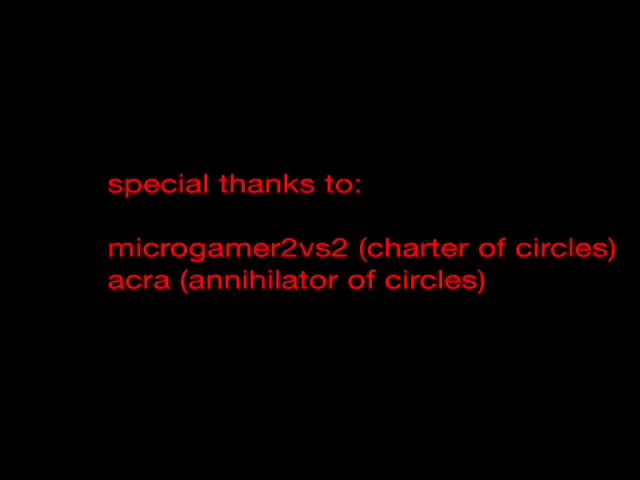 special thanks to:
microgamer2vs2 (charter of circles)
acra (annihilator of circles)